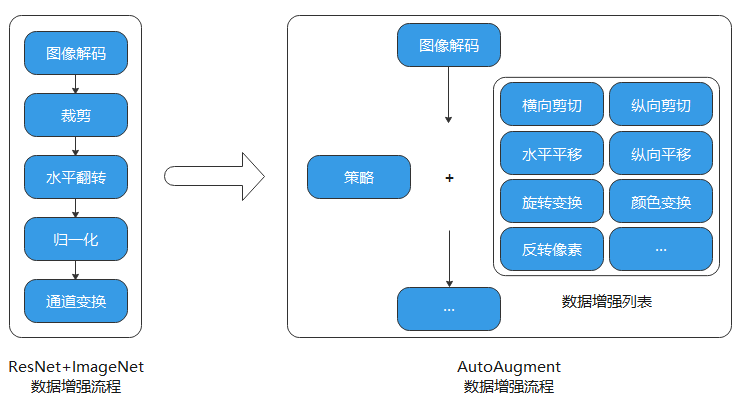 图像解码
裁剪
水平翻转
归一化
通道变换
ResNet+ImageNet
数据增强流程
图像解码
策略
+
横向剪切
纵向剪切
水平平移
纵向平移
旋转变换
颜色变换
反转像素
...
数据增强列表
...
AutoAugment
数据增强流程